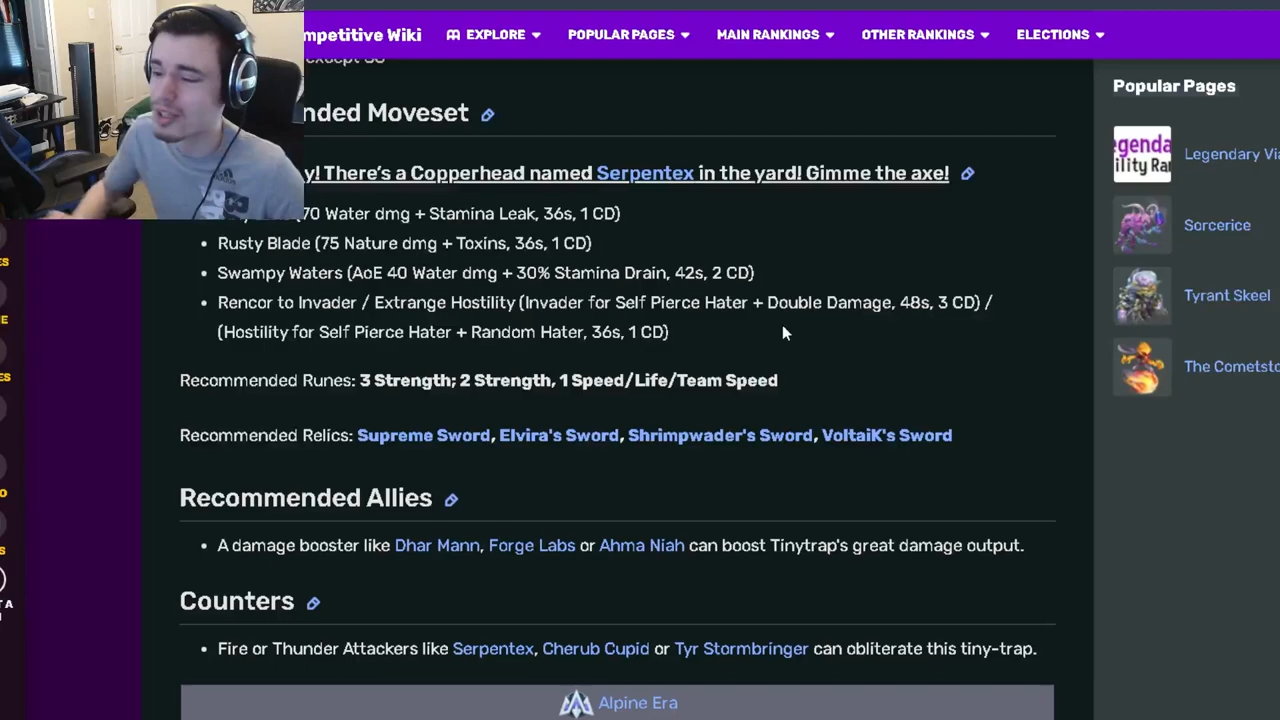 mpetitive Wiki EXPLORE POPULAR PAGES MAIN RANKINGS OTHER RANKINGS ELECTIONS
Popular Pages
nded Moveset
y! There's a Copperhead named Serpentex in the yard! Gimme the axe!
70 Water dmg + Stamina Leak, 36s, 1 CD)
Rusty Blade (75 Nature dmg + Toxins, 36s, 1 CD)
Swampy Waters (AoE 40 Water dmg + 30% Stamina Drain, 42s, 2 CD)
Rencor to Invader / Extrange Hostility (Invader for Self Pierce Hater + Double Damage, 48s, 3 CD) /
(Hostility for Self Pierce Hater + Random Hater, 36s, 1 CD)
Recommended Runes: 3 Strength; 2 Strength, 1 Speed/Life/Team Speed
Recommended Relics: Supreme Sword, Elvira's Sword, Shrimpwader's Sword, VoltaiK's Sword
Recommended Allies
A damage booster like Dhar Mann, Forge Labs or Ahma Niah can boost Tinytrap's great damage output.
Counters
Fire or Thunder Attackers like Serpentex, Cherub Cupid or Tyr Stormbringer can obliterate this tiny-trap.
Alpine Era
Legendary Via
Sorcerice
Tyrant Skeel
The Cometsto